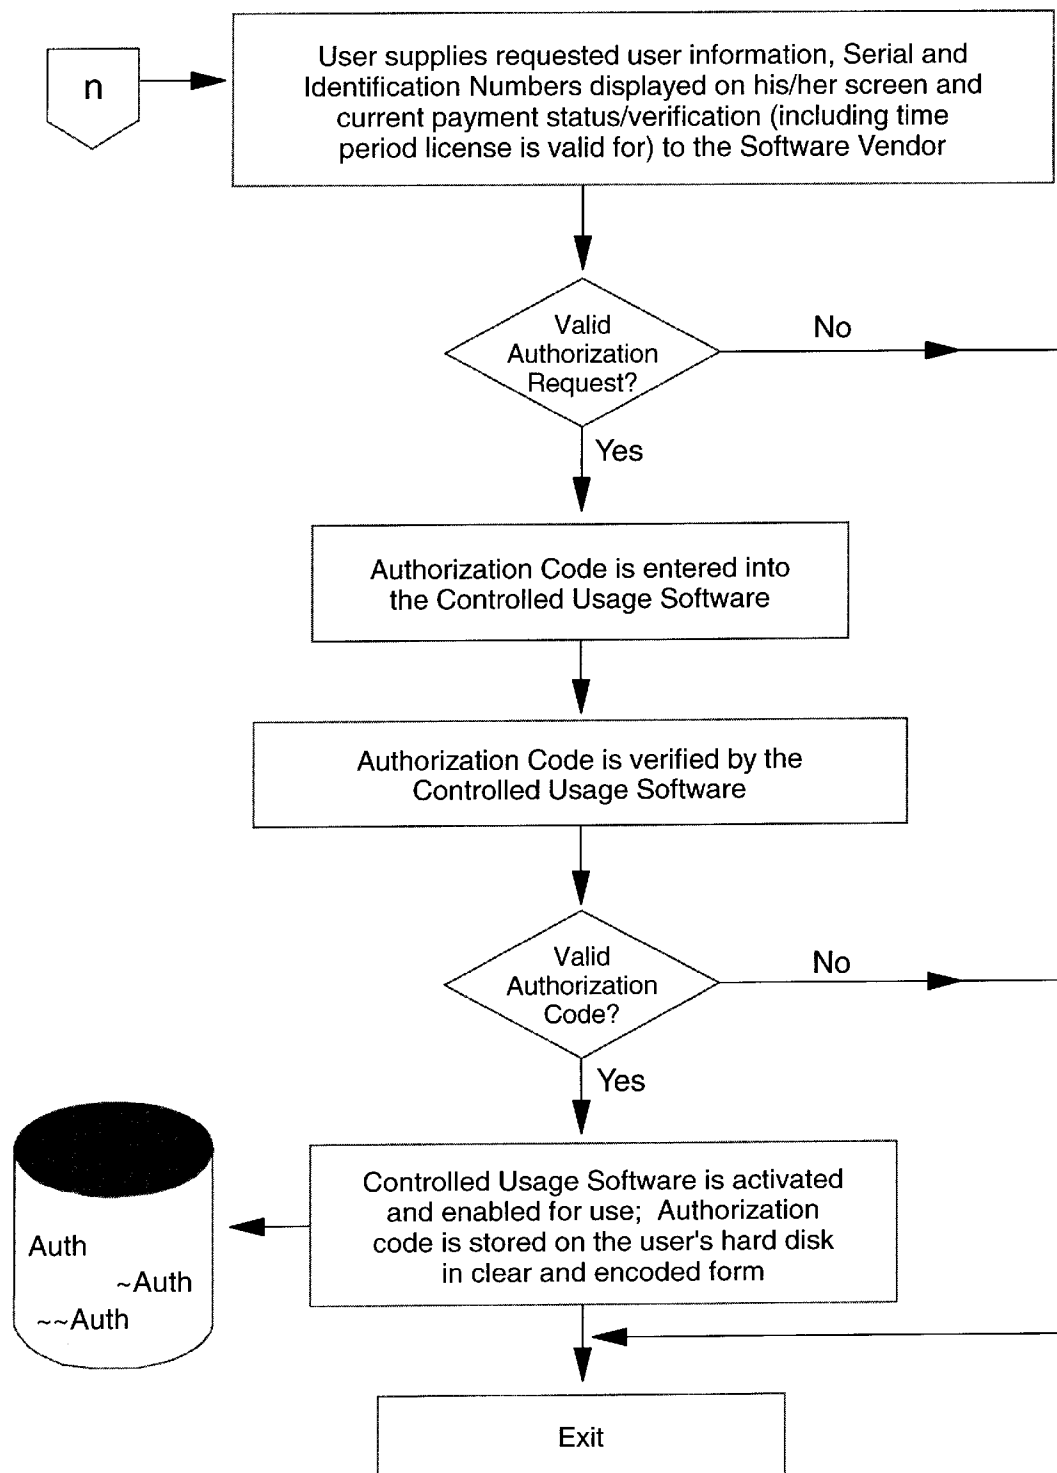 n
User supplies requested user information, Serial and
Identification Numbers displayed on his/her screen and
current payment status/verification (including time
period license is valid for) to the Software Vendor
Valid
Authorization
Request?
No
Yes
Authorization Code is entered into
the Controlled Usage Software
Authorization Code is verified by the
Controlled Usage Software
Valid
Authorization
Code?
No
Yes
Controlled Usage Software is activated
and enabled for use; Authorization
code is stored on the user's hard disk
in clear and encoded form
Auth
~Auth
~~Auth
Exit